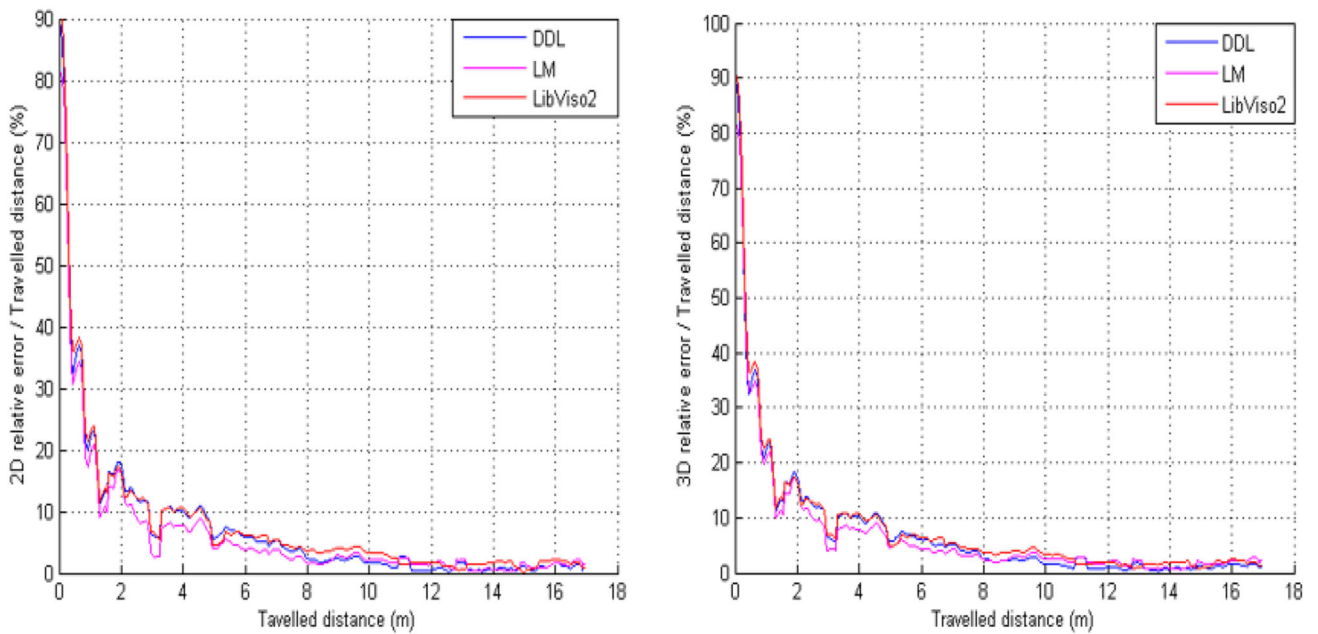 2D relative error / Travelled distance (%)
90
80
70
60
50
40
30
20
10
0
DDL
LM
LibViso2
0 2 4 6 8 10 12 14 16 18
Tavelled distance (m)
3D relative error / Travelled distance (%)
100
90
80
70
60
50
40
30
20
10
0
DDL
LM
LibViso2
0 2 4 6 8 10 12 14 16 18
Travelled distance (m)